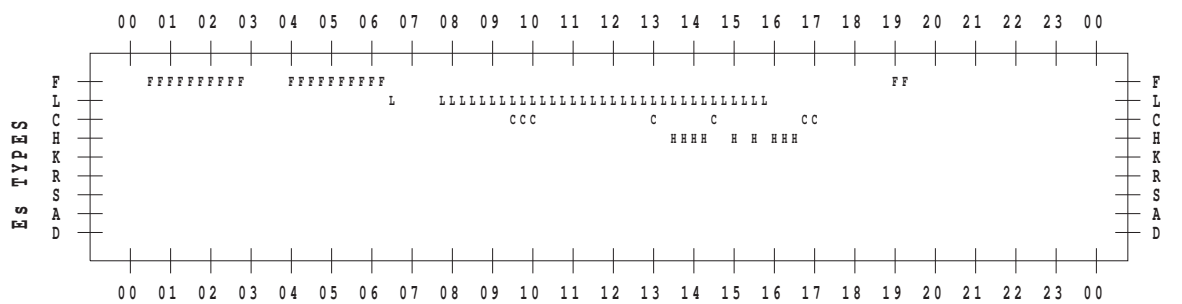 00 01 02 03 04 05 06 07 08 09 10 11 12 13 14 15 16 17 18 19 20 21 22 23 00
F FFFFFFFFFF FFFFFFFFFF FF F
L L LLLLLLLLLLLLLLLLLLLLLLLLLLLLLLLLL L
C CCC C C CC C
H HHHH H H HHH H
K K
R R
S S
A A
D D
Es TYPES
00 01 02 03 04 05 06 07 08 09 10 11 12 13 14 15 16 17 18 19 20 21 22 23 00